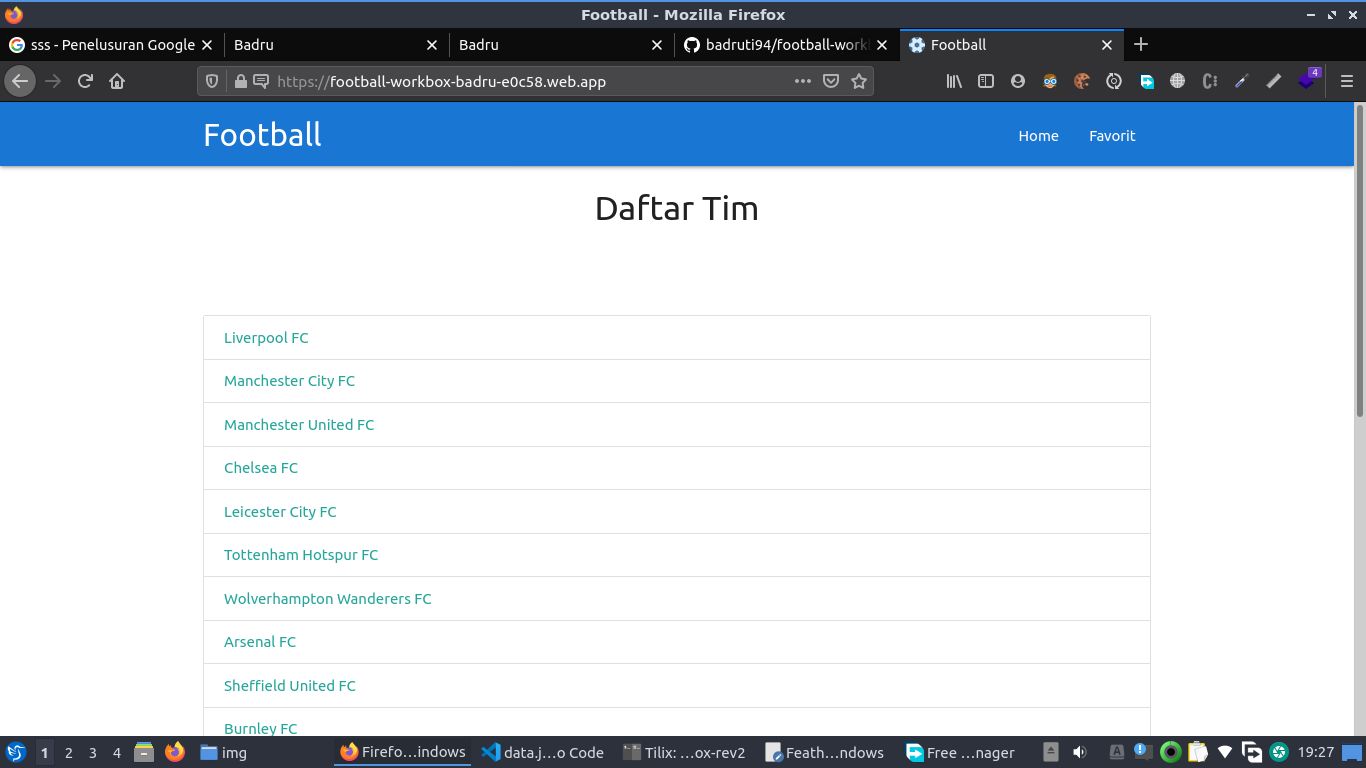 Football - Mozilla Firefox
sss - Penelusuran Google
Badru
Badru
badruti94/football-work
Football
https://football-workbox-badru-e0c58.web.app
4
Football
Home
Favorit
Daftar Tim
Liverpool FC
Manchester City FC
Manchester United FC
Chelsea FC
Leicester City FC
Tottenham Hotspur FC
Wolverhampton Wanderers FC
Arsenal FC
Sheffield United FC
Burnley FC
1
2
3
4
img
Firefo...indows
data.j...o Code
Tilix: ...ox-rev2
Feath...ndows
Free ...nager
A
19:27